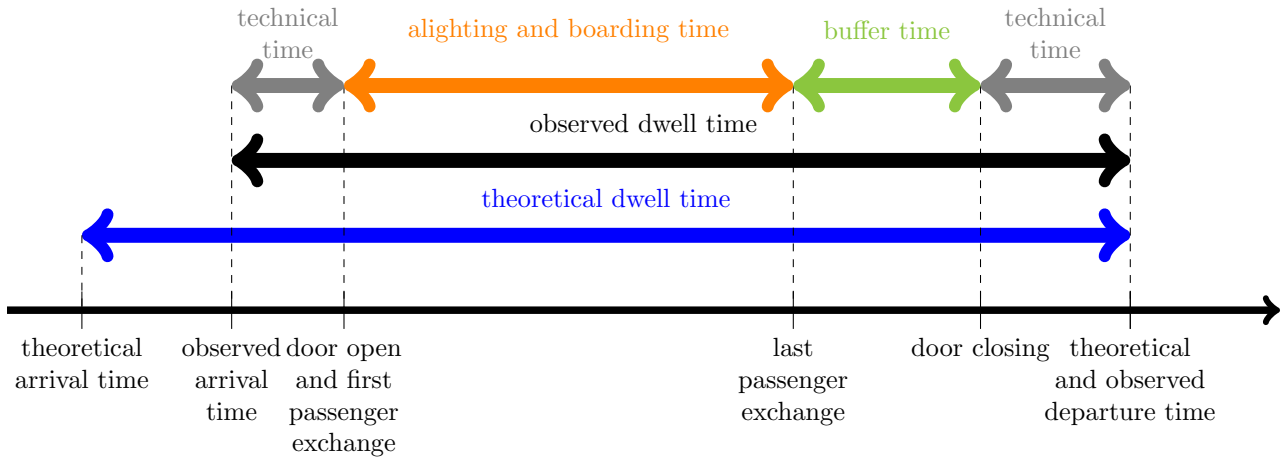 technical
time
alighting and boarding time
buffer time
technical
time
observed dwell time
theoretical dwell time
theoretical
arrival time
observed
arrival
time
door open
and first
passenger
exchange
last
passenger
exchange
door closing
theoretical
and observed
departure time